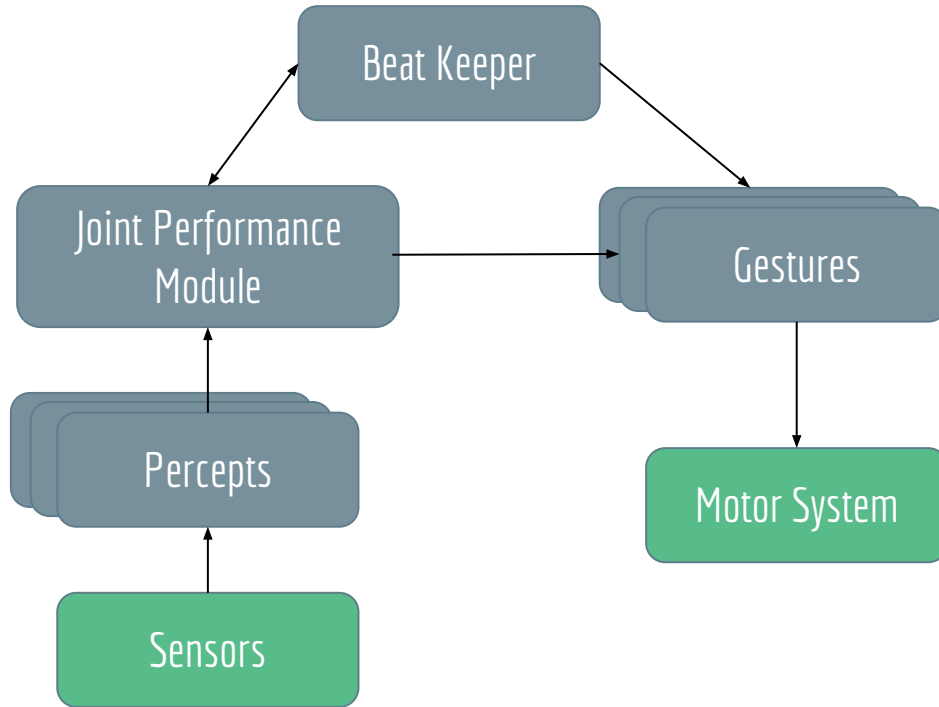 Beat Keeper
Joint Performance
Module
Gestures
Percepts
Motor System
Sensors